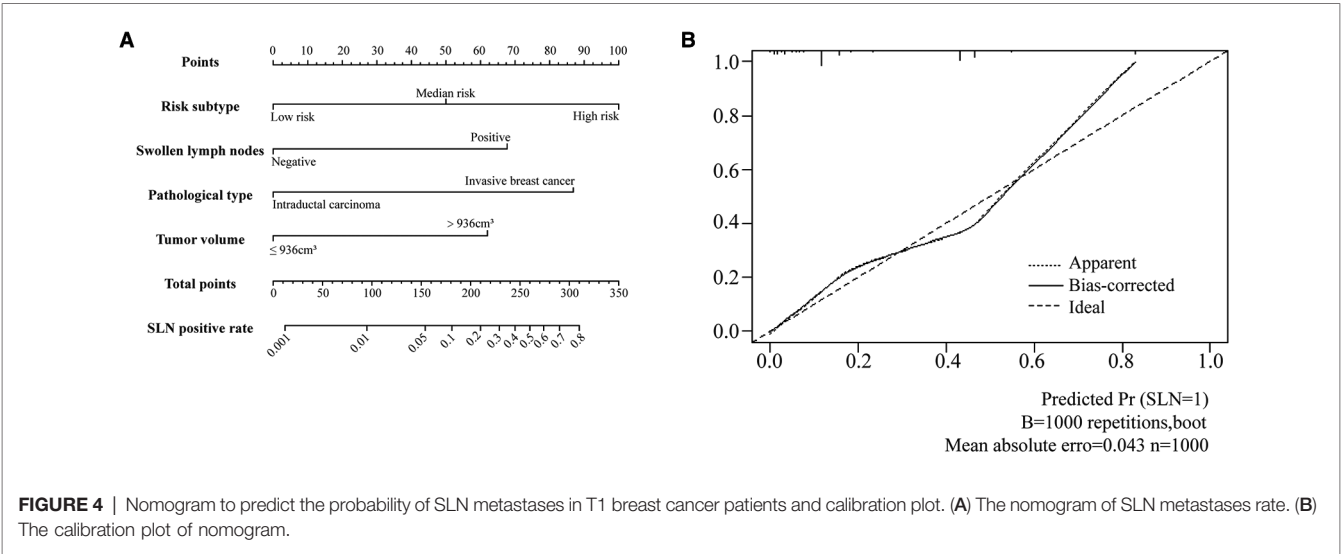 A
Points
0 10 20 30 40 50 60 70 80 90 100
Risk subtype
Median risk
Low risk
High risk
Swollen lymph nodes
Positive
Negative
Pathological type
Invasive breast cancer
Intraductal carcinoma
Tumor volume
> 936cm³
≤ 936cm³
Total points
0 50 100 150 200 250 300 350
SLN positive rate
0.001 0.01 0.05 0.1 0.2 0.3 0.4 0.5 0.6 0.7 0.8
B
1.0
0.8
0.6
0.4
0.2
0.0
Apparent
Bias-corrected
Ideal
0.0 0.2 0.4 0.6 0.8 1.0
Predicted Pr (SLN=1)
B=1000 repetitions,boot
Mean absolute erro=0.043 n=1000
FIGURE 4 | Nomogram to predict the probability of SLN metastases in T1 breast cancer patients and calibration plot. (A) The nomogram of SLN metastases rate. (B)
The calibration plot of nomogram.